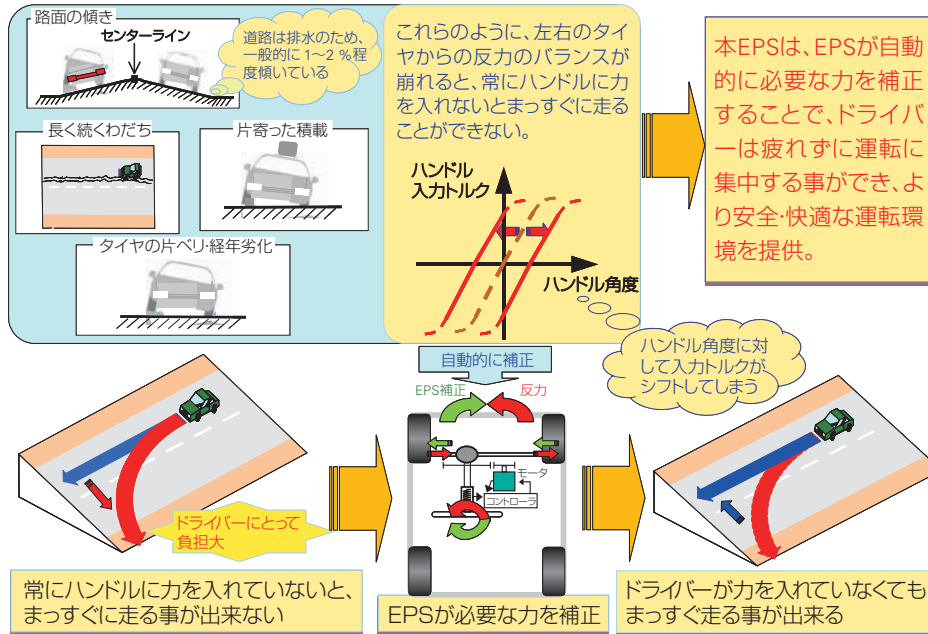 路面の傾き
センターライン
道路は排水のため、
一般的に1~2％程
度傾いている
長く続くわだち
片寄った積載
タイヤの片ベリ・経年劣化
これらのように、左右のタイ
ヤからの反力のバランスが
崩れると、常にハンドルに力
を入れないとまっすぐに走る
ことができない。
ハンドル
入力トルク
ハンドル角度
本EPSは、EPSが自動
的に必要な力を補正
することで、ドライバ
ーは疲れずに運転に
集中する事ができ、よ
り安全・快適な運転環
境を提供。
自動的に補正
ハンドル角度に対
して入力トルクが
シフトしてしまう
EPS補正
反力
モータ
コントローラ
ドライバーにとって
負担大
常にハンドルに力を入れていないと、
まっすぐに走る事が出来ない
EPSが必要な力を補正
ドライバーが力を入れていなくても
まっすぐ走る事が出来る